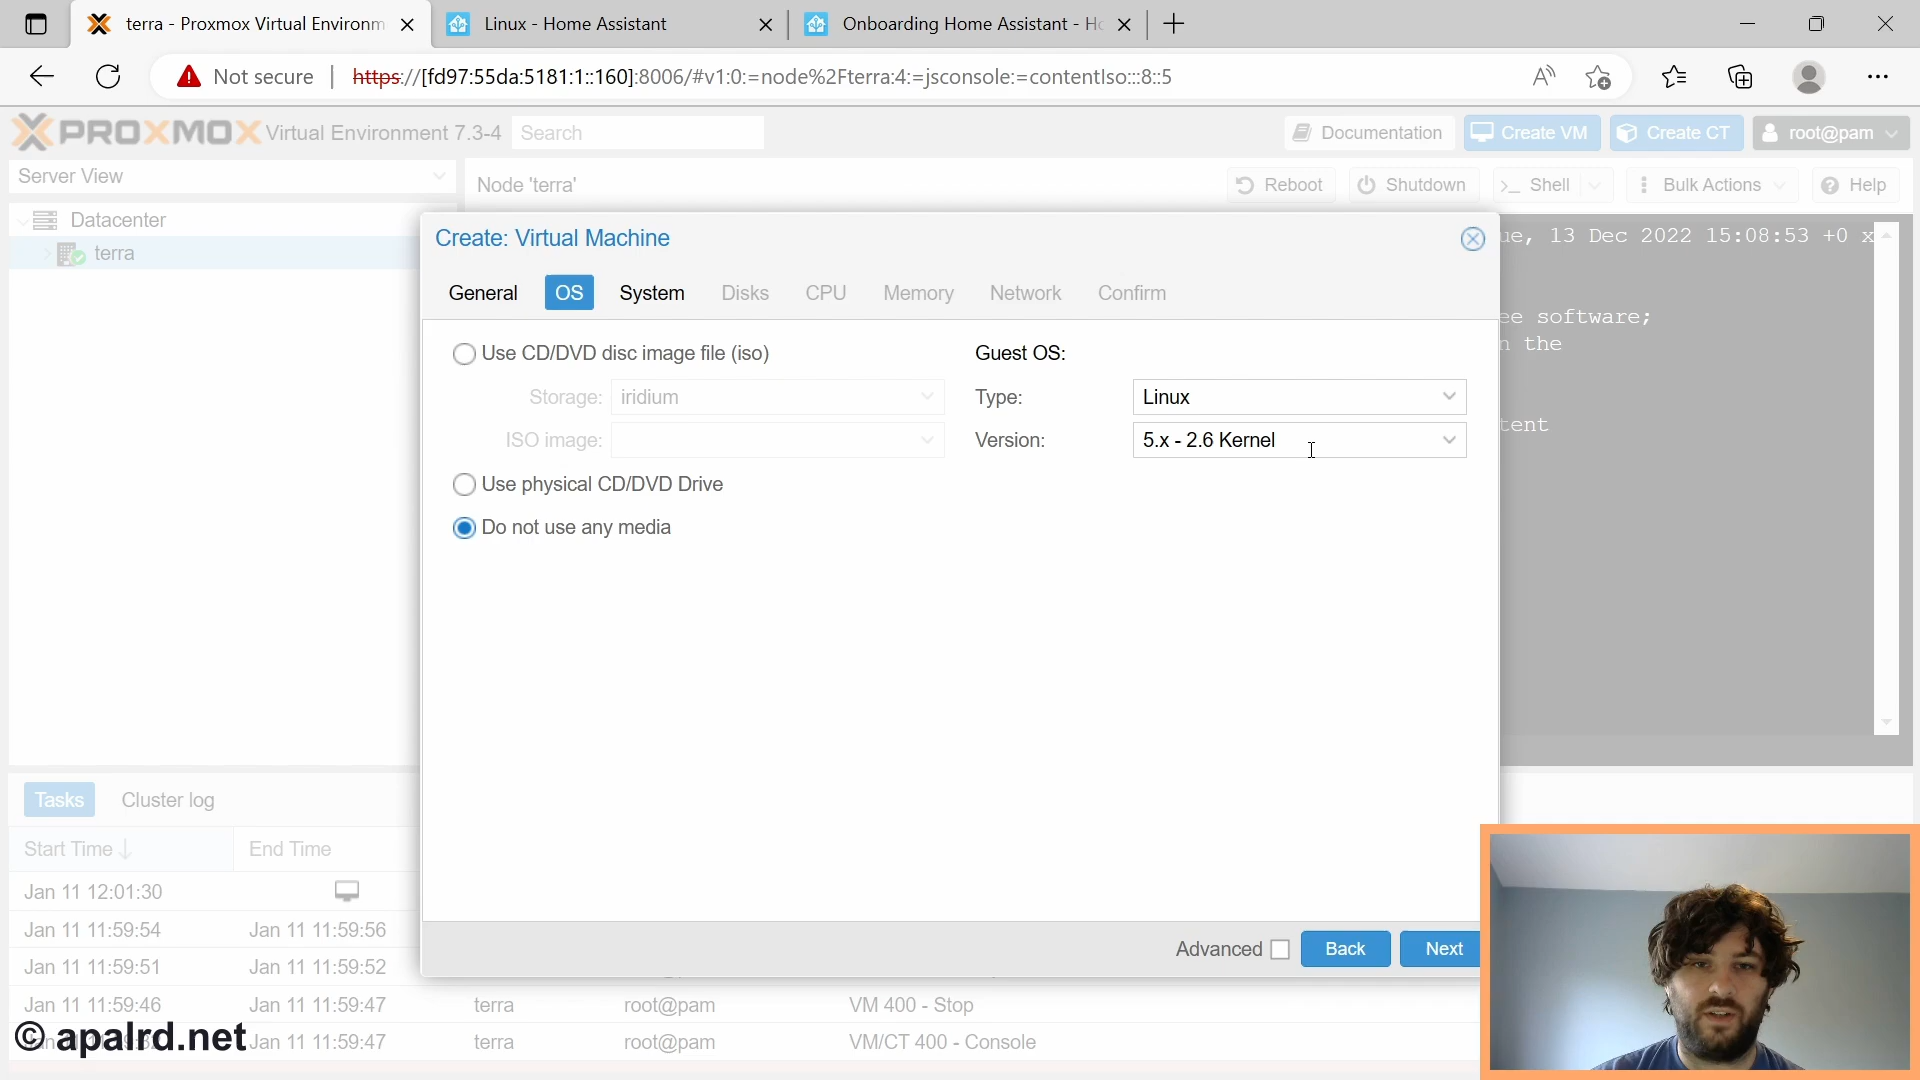 terra - Proxmox Virtual Environm
Linux - Home Assistant
Onboarding Home Assistant - Ho
Not secure
https://[fd97:55da:5181:1::160]:8006/#v1:0:=node%2Fterra:4:=jsconsole:=contentIso:::8::5
PROXMOX Virtual Environment 7.3-4
Search
Documentation
Create VM
Create CT
root@pam
Server View
Node 'terra'
Reboot
Shutdown
Shell
Bulk Actions
Help
Datacenter
terra
Create: Virtual Machine
ue, 13 Dec 2022 15:08:53 +0 x
General
OS
System
Disks
CPU
Memory
Network
Confirm
ee software;
n the
tent
Use CD/DVD disc image file (iso)
Guest OS:
Storage: iridium
Type: Linux
ISO image:
Version: 5.x - 2.6 Kernel
Use physical CD/DVD Drive
Do not use any media
Tasks
Cluster log
Start Time
End Time
Jan 11 12:01:30
Advanced
Back
Next
Jan 11 11:59:54 Jan 11 11:59:56
Jan 11 11:59:51 Jan 11 11:59:52
Jan 11 11:59:46 Jan 11 11:59:47 terra root@pam VM 400 - Stop
Jan 11 11:59:47 terra root@pam VM/CT 400 - Console
© apalrd.net